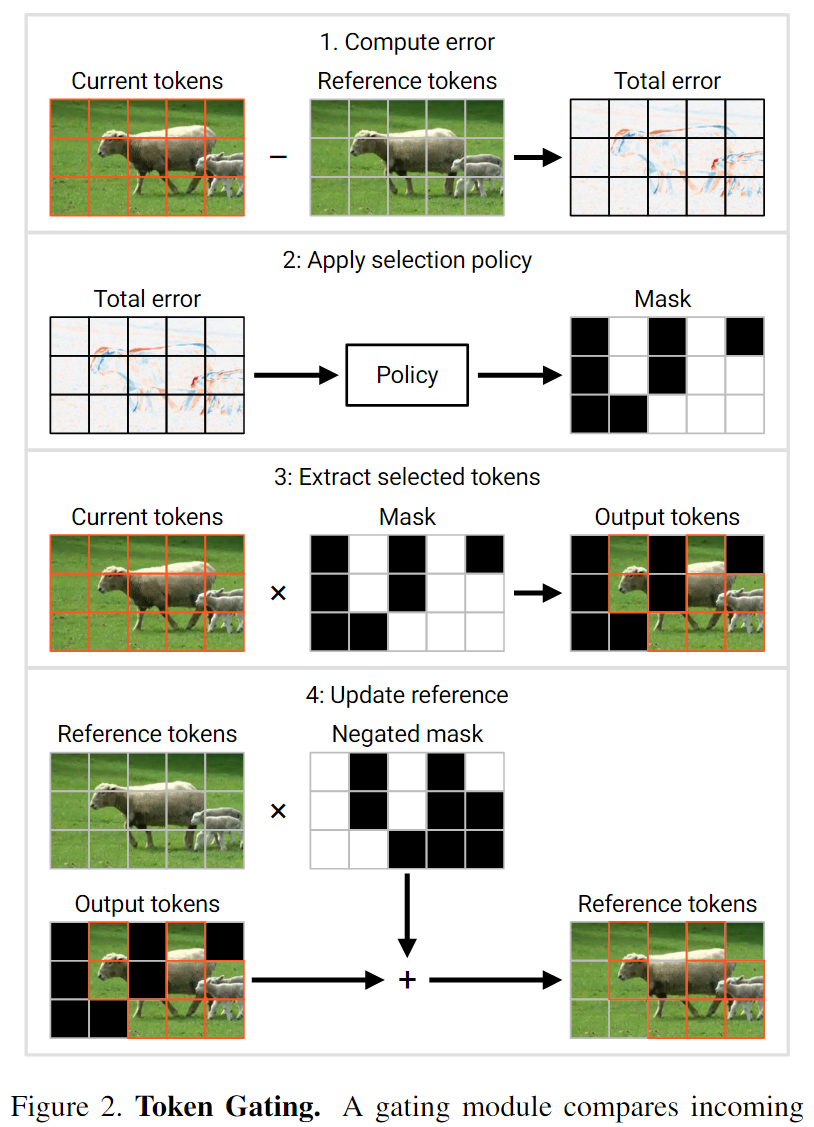 1. Compute error
Current tokens
Reference tokens
Total error
−
2: Apply selection policy
Total error
Mask
Policy
3: Extract selected tokens
Current tokens
Mask
Output tokens
×
4: Update reference
Reference tokens
Negated mask
×
Output tokens
Reference tokens
+
Figure 2. Token Gating. A gating module compares incoming